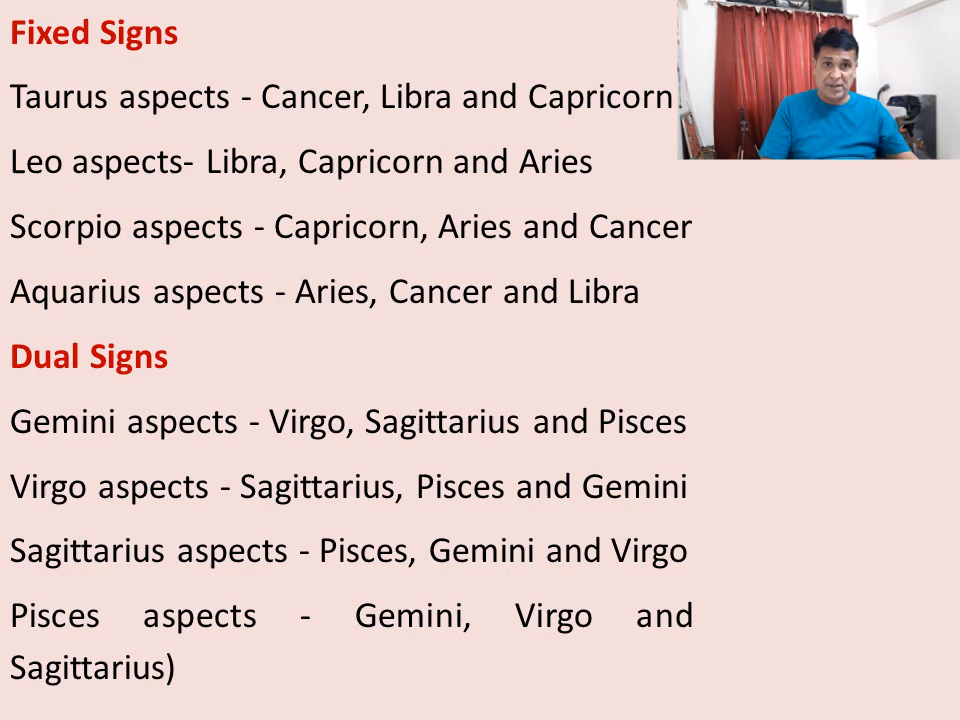 Fixed Signs
Taurus aspects - Cancer, Libra and Capricorn
Leo aspects- Libra, Capricorn and Aries
Scorpio aspects - Capricorn, Aries and Cancer
Aquarius aspects - Aries, Cancer and Libra
Dual Signs
Gemini aspects - Virgo, Sagittarius and Pisces
Virgo aspects - Sagittarius, Pisces and Gemini
Sagittarius aspects - Pisces, Gemini and Virgo
Pisces aspects - Gemini, Virgo and
Sagittarius)